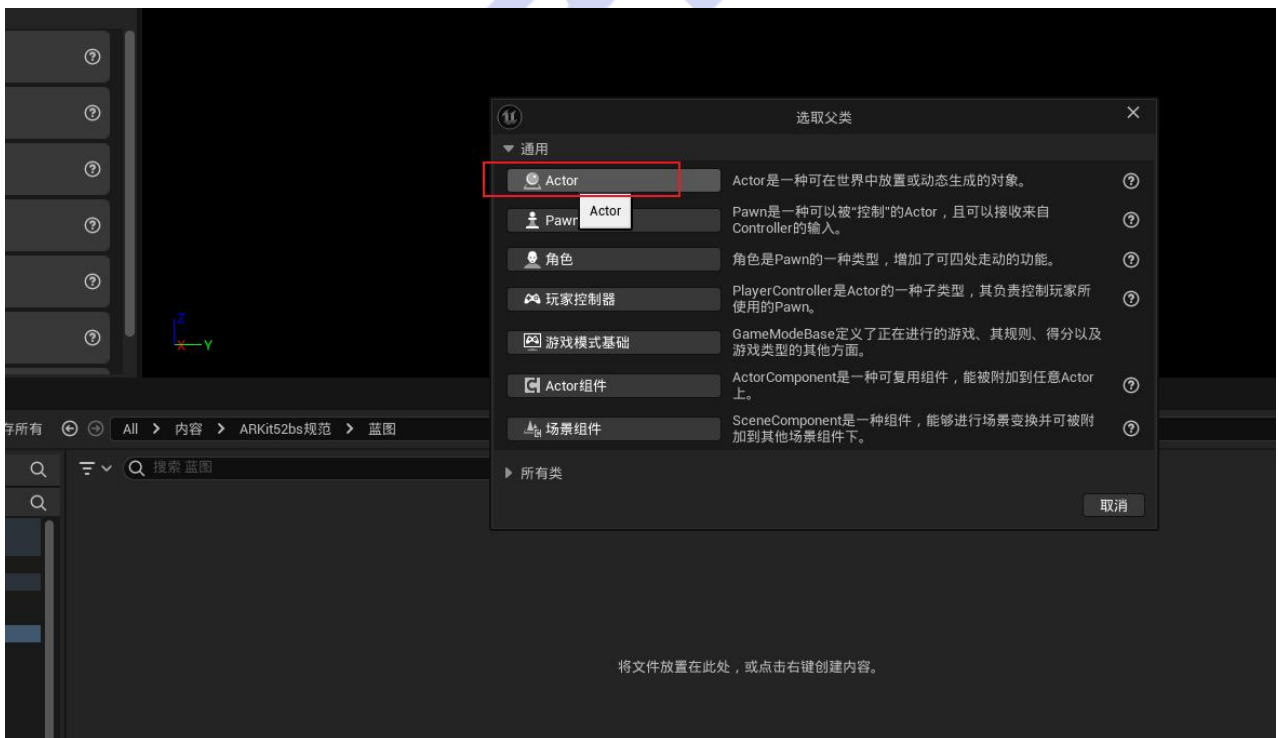 选取父类
通用
Actor
Actor是一种可在世界中放置或动态生成的对象。
Actor
Pawn
Pawn是一种可以被"控制"的Actor，且可以接收来自
Controller的输入。
角色
角色是Pawn的一种类型，增加了可四处走动的功能。
玩家控制器
PlayerController是Actor的一种子类型，其负责控制玩家所
使用的Pawn。
游戏模式基础
GameModeBase定义了正在进行的游戏、其规则、得分以及
游戏类型的其他方面。
Actor组件
ActorComponent是一种可复用组件，能被附加到任意Actor
上。
场景组件
SceneComponent是一种组件，能够进行场景变换并可被附
加到其他场景组件下。
所有类
取消
Z
X Y
存所有 All > 内容 > ARKit52bs规范 > 蓝图
搜索 蓝图
将文件放置在此处，或点击右键创建内容。